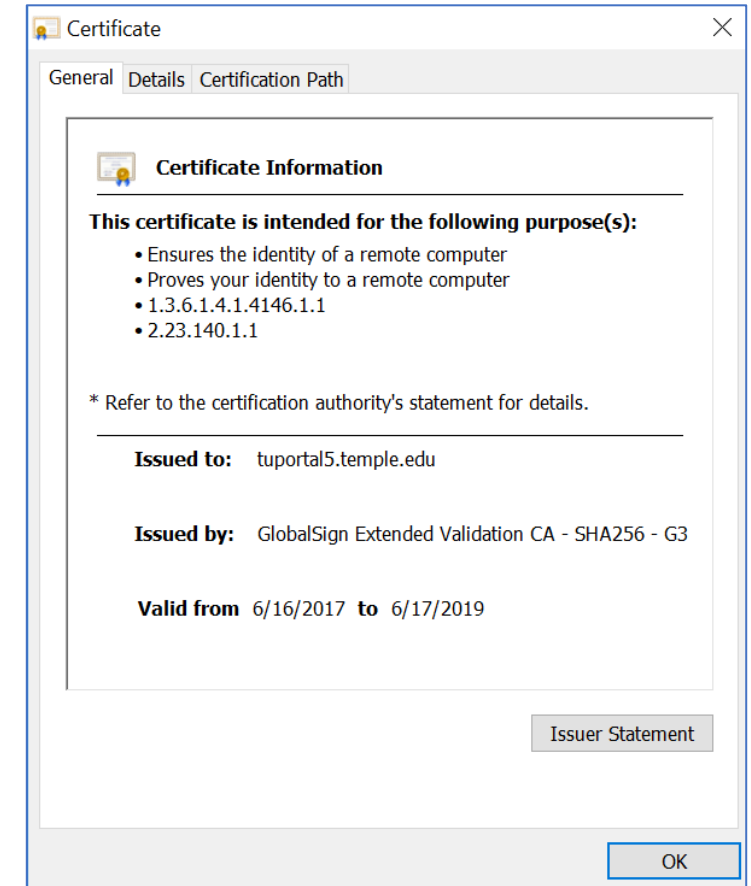 Certificate
General Details Certification Path
Certificate Information
This certificate is intended for the following purpose(s):
• Ensures the identity of a remote computer
• Proves your identity to a remote computer
• 1.3.6.1.4.1.4146.1.1
• 2.23.140.1.1
* Refer to the certification authority's statement for details.
Issued to: tuportal5.temple.edu
Issued by: GlobalSign Extended Validation CA - SHA256 - G3
Valid from 6/16/2017 to 6/17/2019
Issuer Statement
OK